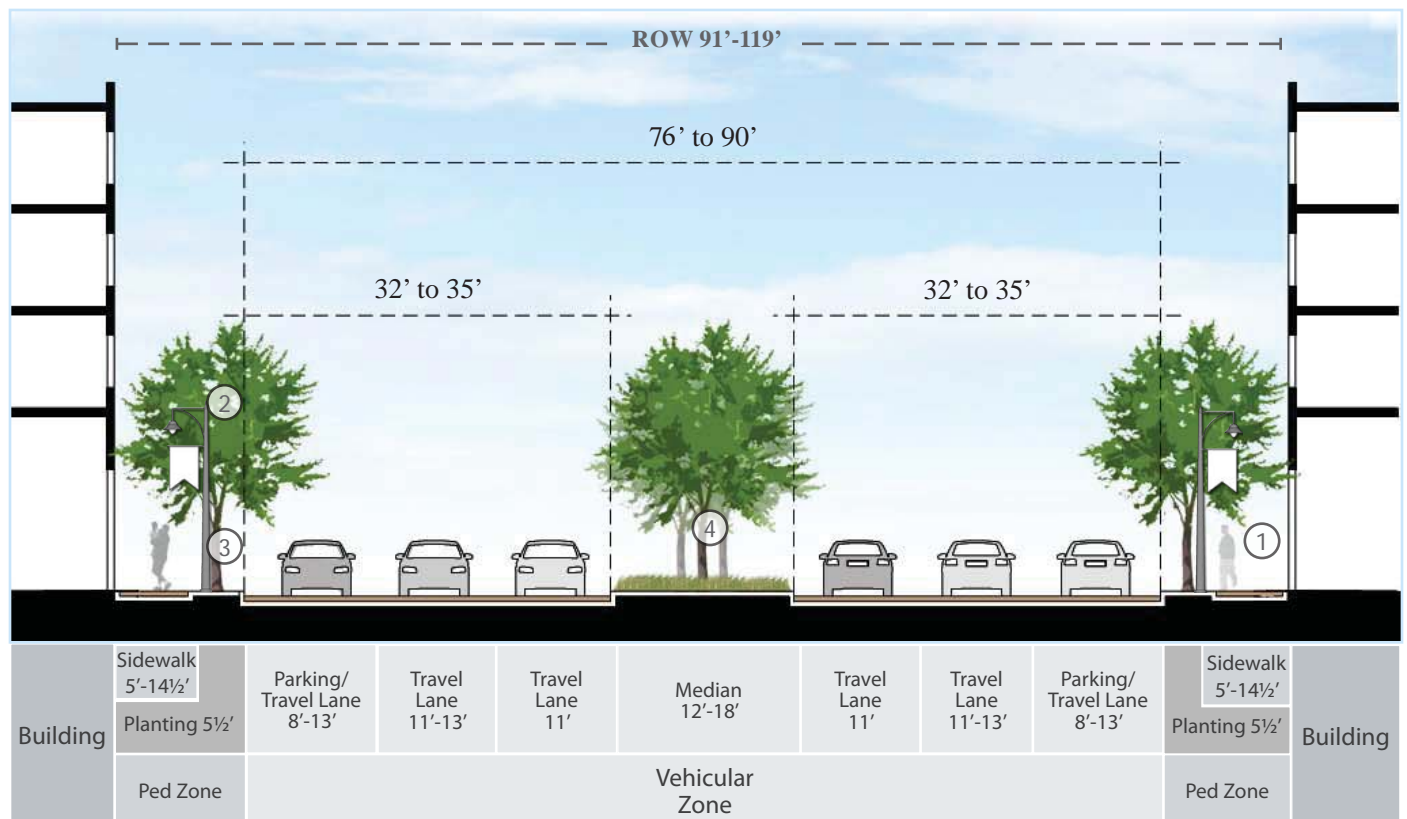 ROW 91’-119’
76’ to 90’
32’ to 35’
32’ to 35’
2
3
4
1
Building
Sidewalk
5’-14½’
Planting 5½’
Ped Zone
Parking/
Travel Lane
8’-13’
Travel
Lane
11’-13’
Travel
Lane
11’
Median
12’-18’
Travel
Lane
11’
Travel
Lane
11’-13’
Parking/
Travel Lane
8’-13’
Vehicular
Zone
Sidewalk
5’-14½’
Planting 5½’
Ped Zone
Building